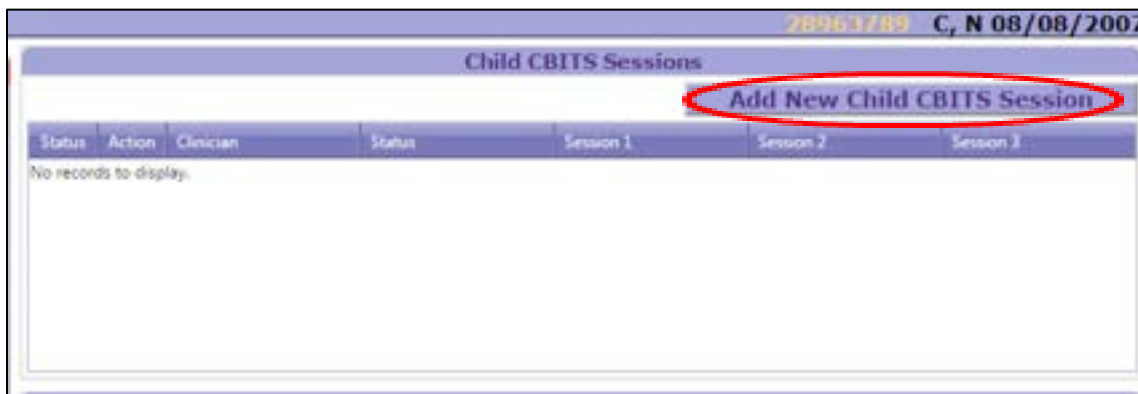 28963789 C, N 08/08/2007
Child CBITS Sessions
Add New Child CBITS Session
Status Action Clinician Status Session 1 Session 2 Session 3
No records to display.